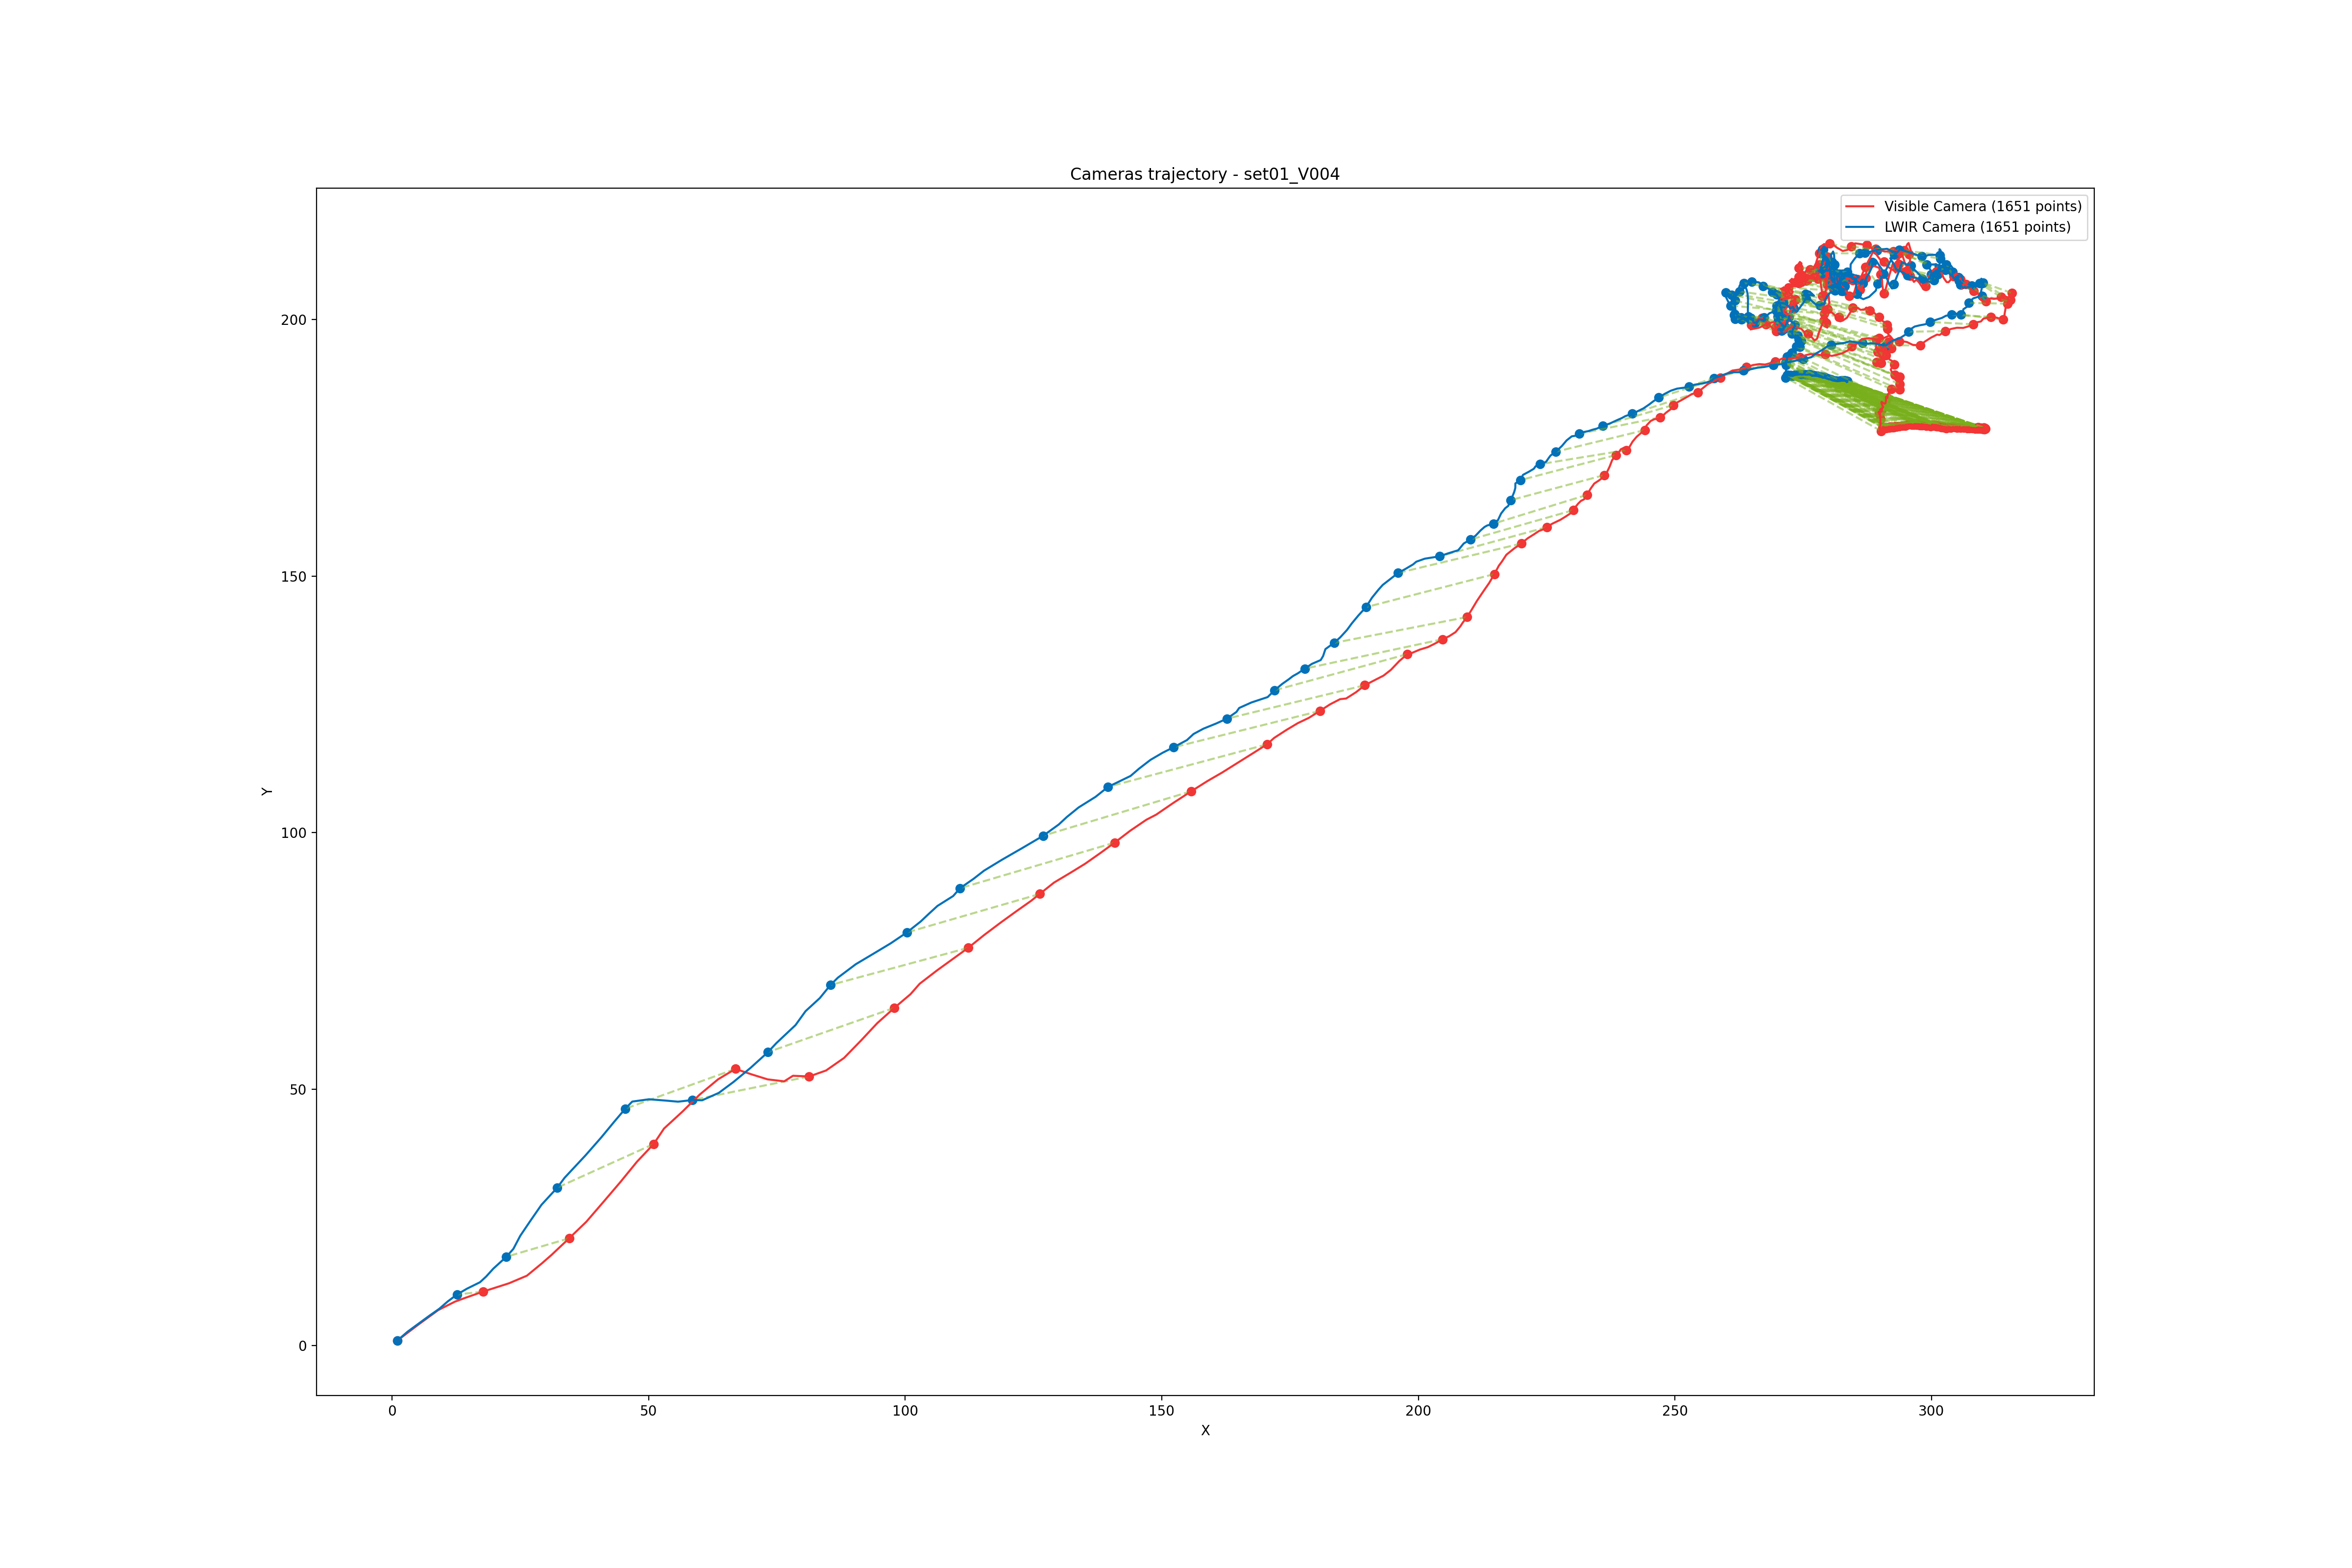 Cameras trajectory - set01_V004
Visible Camera (1651 points)
LWIR Camera (1651 points)
200
150
Y
100
50
0
0 50 100 150 200 250 300
X